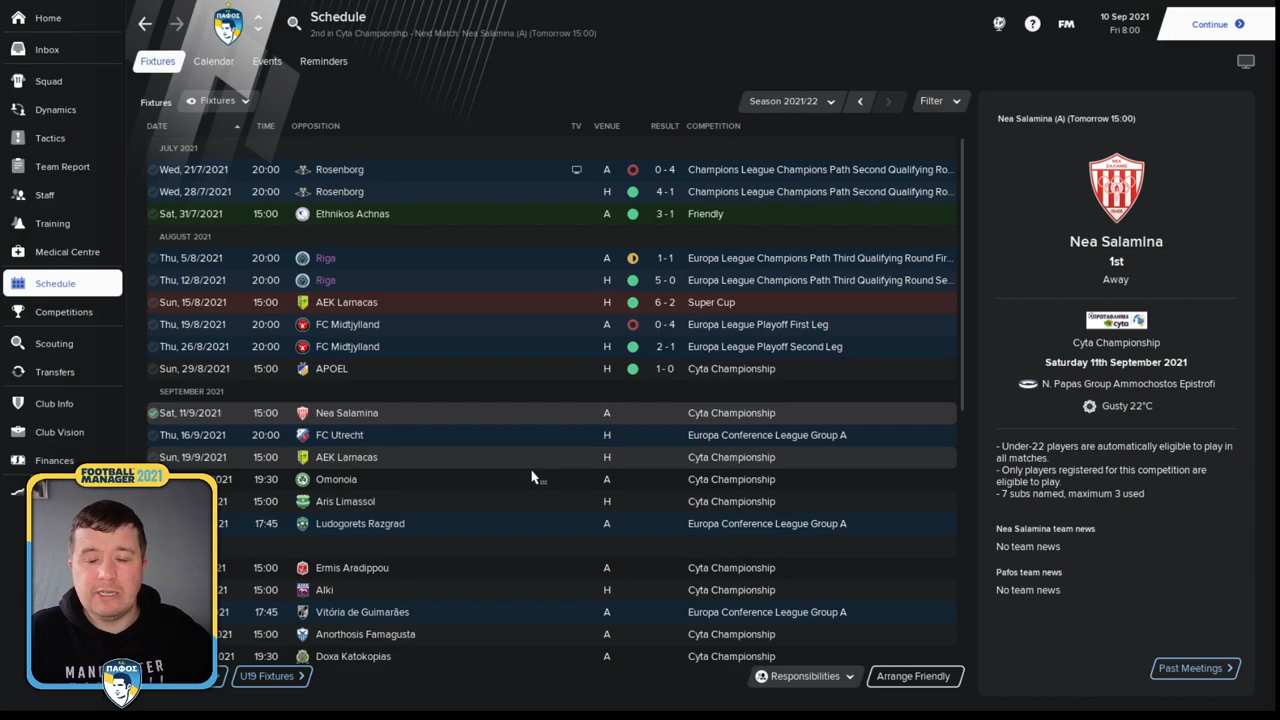 Home
Inbox
Squad
Dynamics
Tactics
Team Report
Staff
Training
Medical Centre
Schedule
Competitions
Scouting
Transfers
Club Info
Club Vision
Finances
ΠΑΦΟΣ
Schedule
2nd in Cyta Championship - Next Match: Nea Salamina (A) (Tomorrow 15:00)
? FM
10 Sep 2021
Fri 8:00
Continue
Fixtures Calendar Events Reminders
Fixtures Fixtures Season 2021/22 Filter
DATE TIME OPPOSITION TV VENUE RESULT COMPETITION
JULY 2021
Wed, 21/7/2021 20:00 Rosenborg A 0 - 4 Champions League Champions Path Second Qualifying Ro...
Wed, 28/7/2021 20:00 Rosenborg H 4 - 1 Champions League Champions Path Second Qualifying Ro...
Sat, 31/7/2021 15:00 Ethnikos Achnas A 3 - 1 Friendly
AUGUST 2021
Thu, 5/8/2021 20:00 Riga A 1 - 1 Europa League Champions Path Third Qualifying Round Fir...
Thu, 12/8/2021 20:00 Riga H 5 - 0 Europa League Champions Path Third Qualifying Round Se...
Sun, 15/8/2021 15:00 AEK Larnacas H 6 - 2 Super Cup
Thu, 19/8/2021 20:00 FC Midtjylland A 0 - 4 Europa League Playoff First Leg
Thu, 26/8/2021 20:00 FC Midtjylland H 2 - 1 Europa League Playoff Second Leg
Sun, 29/8/2021 15:00 APOEL H 1 - 0 Cyta Championship
SEPTEMBER 2021
Sat, 11/9/2021 15:00 Nea Salamina A Cyta Championship
Thu, 16/9/2021 20:00 FC Utrecht H Europa Conference League Group A
Sun, 19/9/2021 15:00 AEK Larnacas H Cyta Championship
021 19:30 Omonoia A Cyta Championship
021 15:00 Aris Limassol H Cyta Championship
021 17:45 Ludogorets Razgrad A Europa Conference League Group A
021 15:00 Ermis Aradippou A Cyta Championship
021 15:00 Alki H Cyta Championship
021 17:45 Vitória de Guimarães A Europa Conference League Group A
021 15:00 Anorthosis Famagusta A Cyta Championship
021 19:30 Doxa Katokopias A Cyta Championship
U19 Fixtures
Responsibilities
Arrange Friendly
Nea Salamina (A) (Tomorrow 15:00)
Nea Salamina
1st
Away
ΠΡΩΤΑΘΛΗΜΑ
cyta
Cyta Championship
Saturday 11th September 2021
N. Papas Group Ammochostos Epistrofi
Gusty 22°C
- Under-22 players are automatically eligible to play in
all matches.
- Only players registered for this competition are
eligible to play.
- 7 subs named, maximum 3 used
Nea Salamina team news
No team news
Pafos team news
No team news
Past Meetings
FOOTBALL
MANAGER 2021
ΠΑΦΟΣ